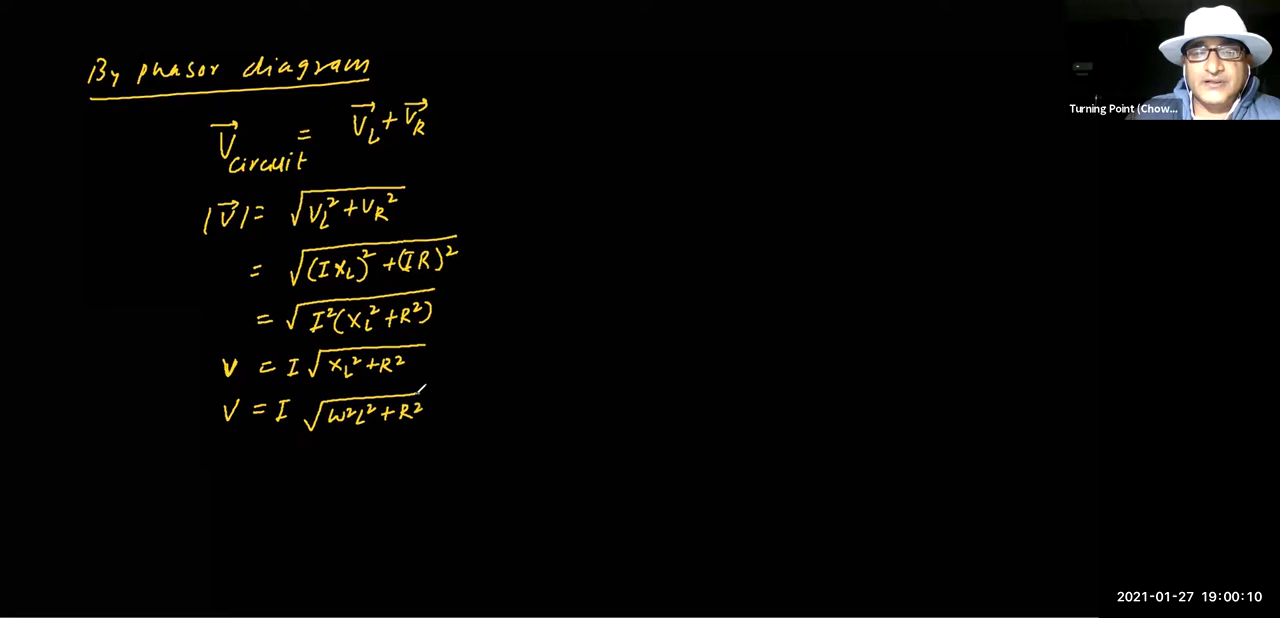 By phasor diagram
V⃗circuit = V⃗L + V⃗R
|V⃗| = √(VL² + VR²)
= √((IXL)² + (IR)²)
= √(I²(XL² + R²))
V = I √(XL² + R²)
V = I √(W²L² + R²)
Turning Point (Chow...
2021-01-27 19:00:10